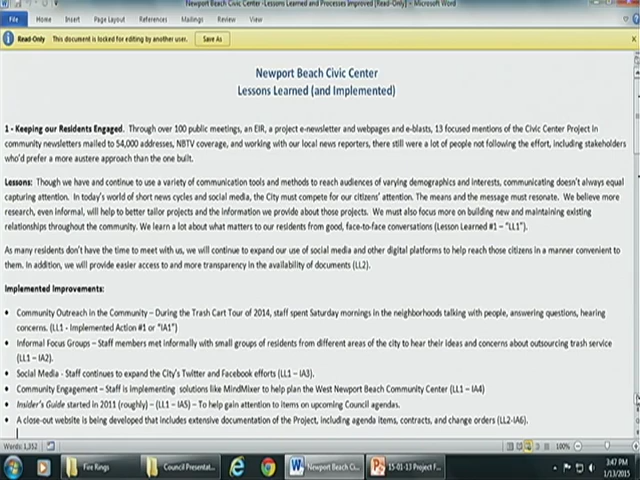 Newport Beach Civic Center -Lessons Learned and Processes Improved [Read-Only] - Microsoft Word
File Home Insert Page Layout References Mailings Review View
Read-Only This document is locked for editing by another user. Save As
Newport Beach Civic Center
Lessons Learned (and Implemented)
1 - Keeping our Residents Engaged. Through over 100 public meetings, an EIR, a project e-newsletter and webpages and e-blasts, 13 focused mentions of the Civic Center Project in
community newsletters mailed to 54,000 addresses, NBTV coverage, and working with our local news reporters, there still were a lot of people not following the effort, including stakeholders
who'd prefer a more austere approach than the one built.
Lessons: Though we have and continue to use a variety of communication tools and methods to reach audiences of varying demographics and interests, communicating doesn't always equal
capturing attention. In today's world of short news cycles and social media, the City must compete for our citizens' attention. The means and the message must resonate. We believe more
research, even informal, will help to better tailor projects and the information we provide about those projects. We must also focus more on building new and maintaining existing
relationships throughout the community. We learn a lot about what matters to our residents from good, face-to-face conversations (Lesson Learned #1 – "LL1").
As many residents don't have the time to meet with us, we will continue to expand our use of social media and other digital platforms to help reach those citizens in a manner convenient to
them. In addition, we will provide easier access to and more transparency in the availability of documents (LL2).
Implemented Improvements:
• Community Outreach in the Community – During the Trash Cart Tour of 2014, staff spent Saturday mornings in the neighborhoods talking with people, answering questions, hearing
concerns. (LL1 - Implemented Action #1 or "IA1")
• Informal Focus Groups – Staff members met informally with small groups of residents from different areas of the city to hear their ideas and concerns about outsourcing trash service
(LL1 – IA2).
• Social Media - Staff continues to expand the City's Twitter and Facebook efforts (LL1 – IA3).
• Community Engagement – Staff is implementing solutions like MindMixer to help plan the West Newport Beach Community Center (LL1 – IA4)
• Insider's Guide started in 2011 (roughly) – (LL1 – IA5) – To help gain attention to items on upcoming Council agendas.
• A close-out website is being developed that includes extensive documentation of the Project, including agenda items, contracts, and change orders (LL2-IA6).
Words: 1,352 100%
Fire Rings Council Presentat... Newport Beach Ci... 15-01-13 Project F... 3:47 PM
1/13/2015